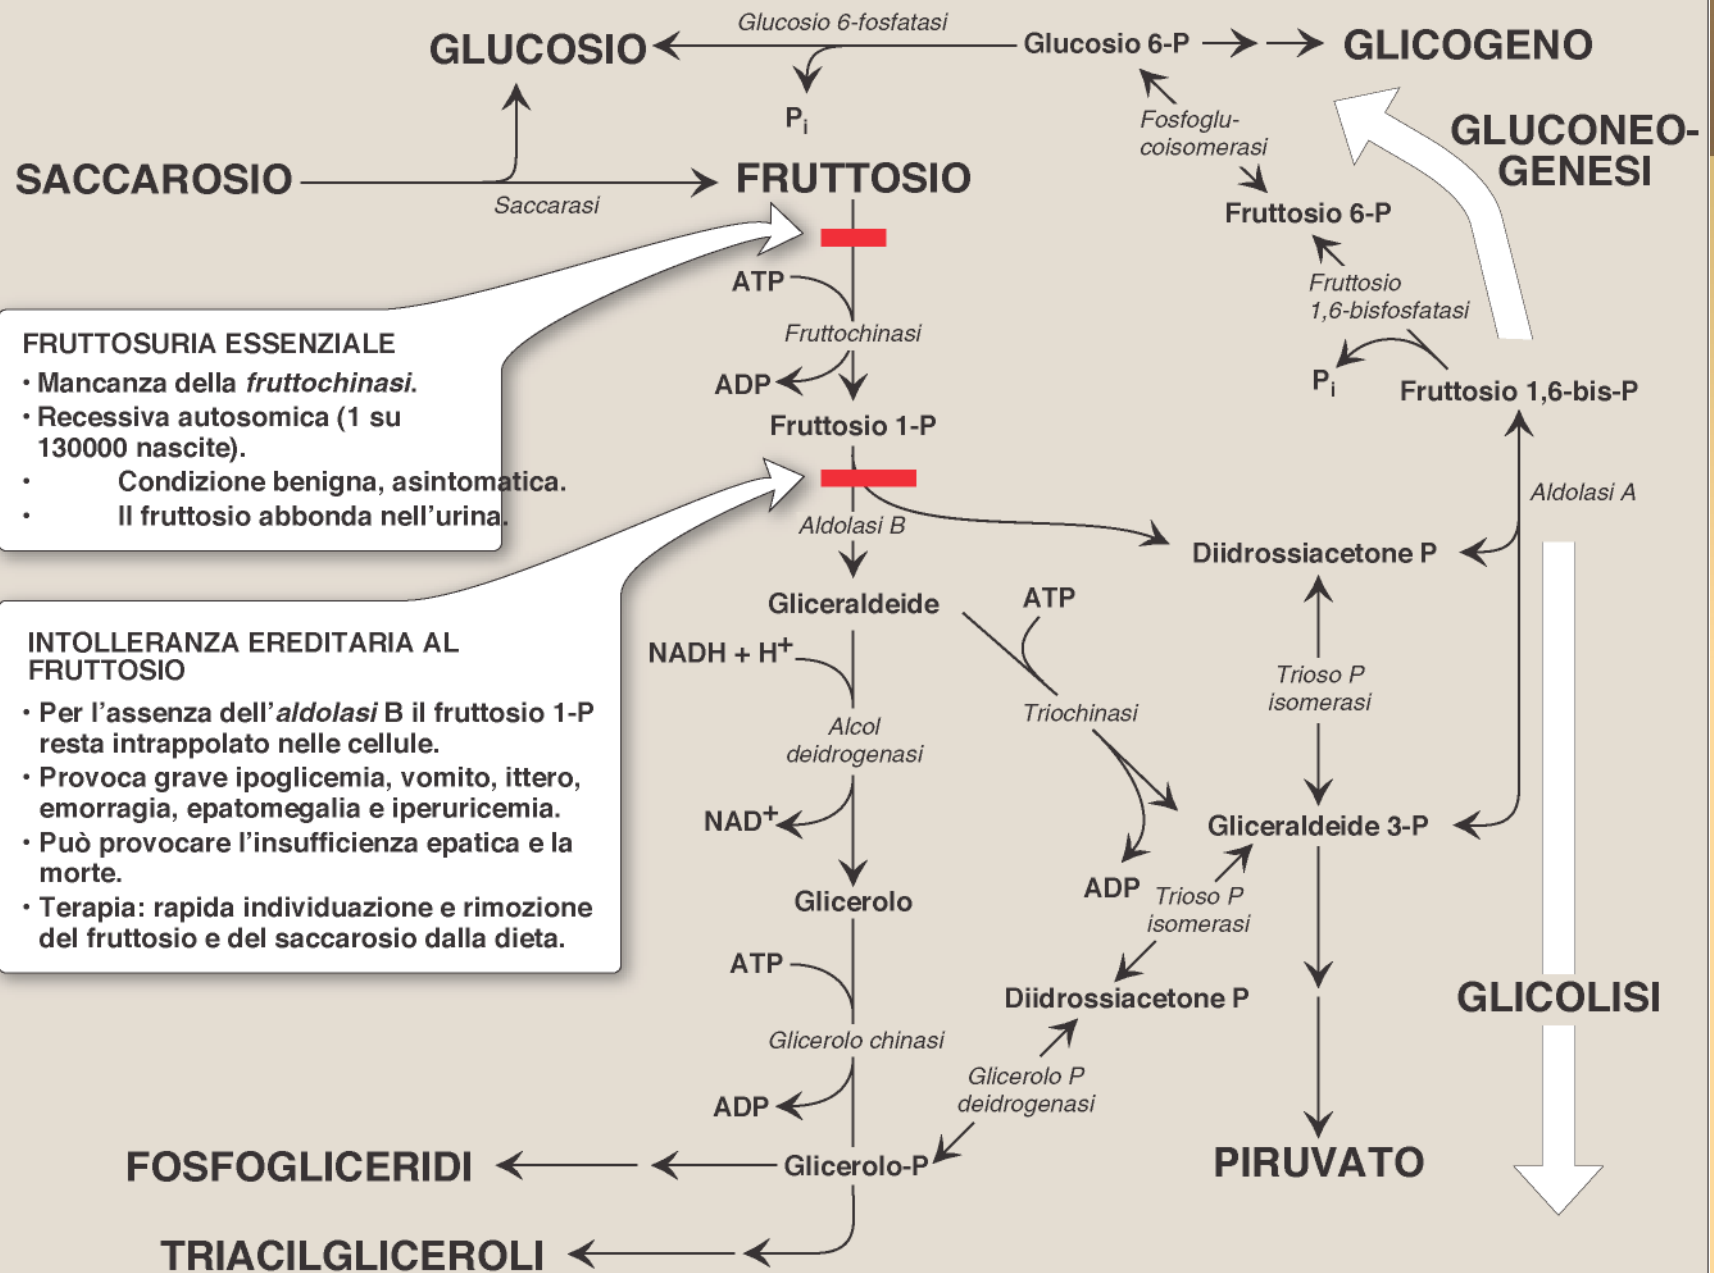 Glucosio 6-fosfatasi
GLUCOSIO
Glucosio 6-P
GLICOGENO
Pi
Fosfoglu-
coisomerasi
GLUCONEO-
GENESI
SACCAROSIO
Saccarasi
FRUTTOSIO
Fruttosio 6-P
ATP
Fruttosio
1,6-bisfosfatasi
Fruttochinasi
FRUTTOSURIA ESSENZIALE
• Mancanza della fruttochinasi.
• Recessiva autosomica (1 su
130000 nascite).
• Condizione benigna, asintomatica.
• Il fruttosio abbonda nell'urina.
ADP
Pi
Fruttosio 1,6-bis-P
Fruttosio 1-P
Aldolasi A
Aldolasi B
Diidrossiacetone P
Gliceraldeide
ATP
INTOLLERANZA EREDITARIA AL
FRUTTOSIO
• Per l'assenza dell'aldolasi B il fruttosio 1-P
resta intrappolato nelle cellule.
• Provoca grave ipoglicemia, vomito, ittero,
emorragia, epatomegalia e iperuricemia.
• Può provocare l'insufficienza epatica e la
morte.
• Terapia: rapida individuazione e rimozione
del fruttosio e del saccarosio dalla dieta.
NADH + H+
Trioso P
isomerasi
Triochinasi
Alcol
deidrogenasi
NAD+
Gliceraldeide 3-P
ADP
Trioso P
isomerasi
Glicerolo
ATP
Diidrossiacetone P
GLICOLISI
Glicerolo chinasi
Glicerolo P
deidrogenasi
ADP
FOSFOGLICERIDI
Glicerolo-P
PIRUVATO
TRIACILGLICEROLI